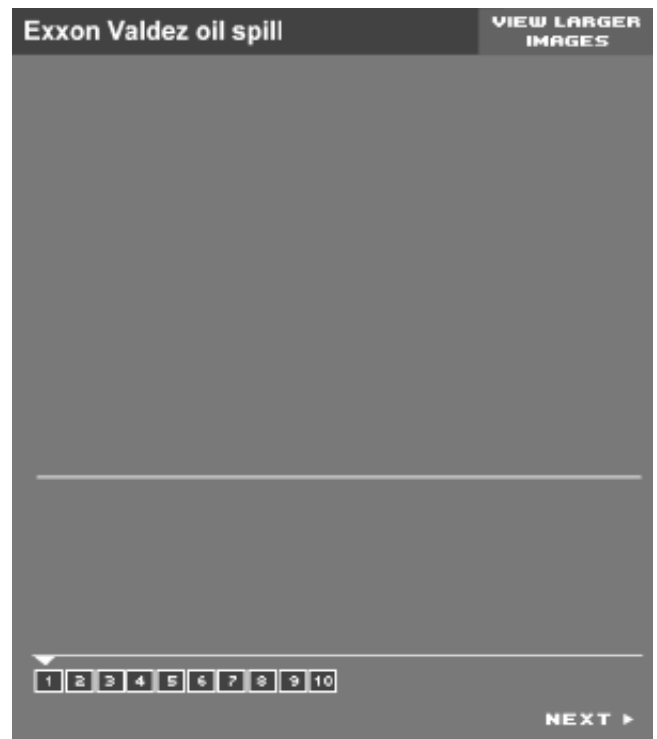 Exxon Valdez oil spill
VIEW LARGER
IMAGES
1 2 3 4 5 6 7 8 9 10
NEXT